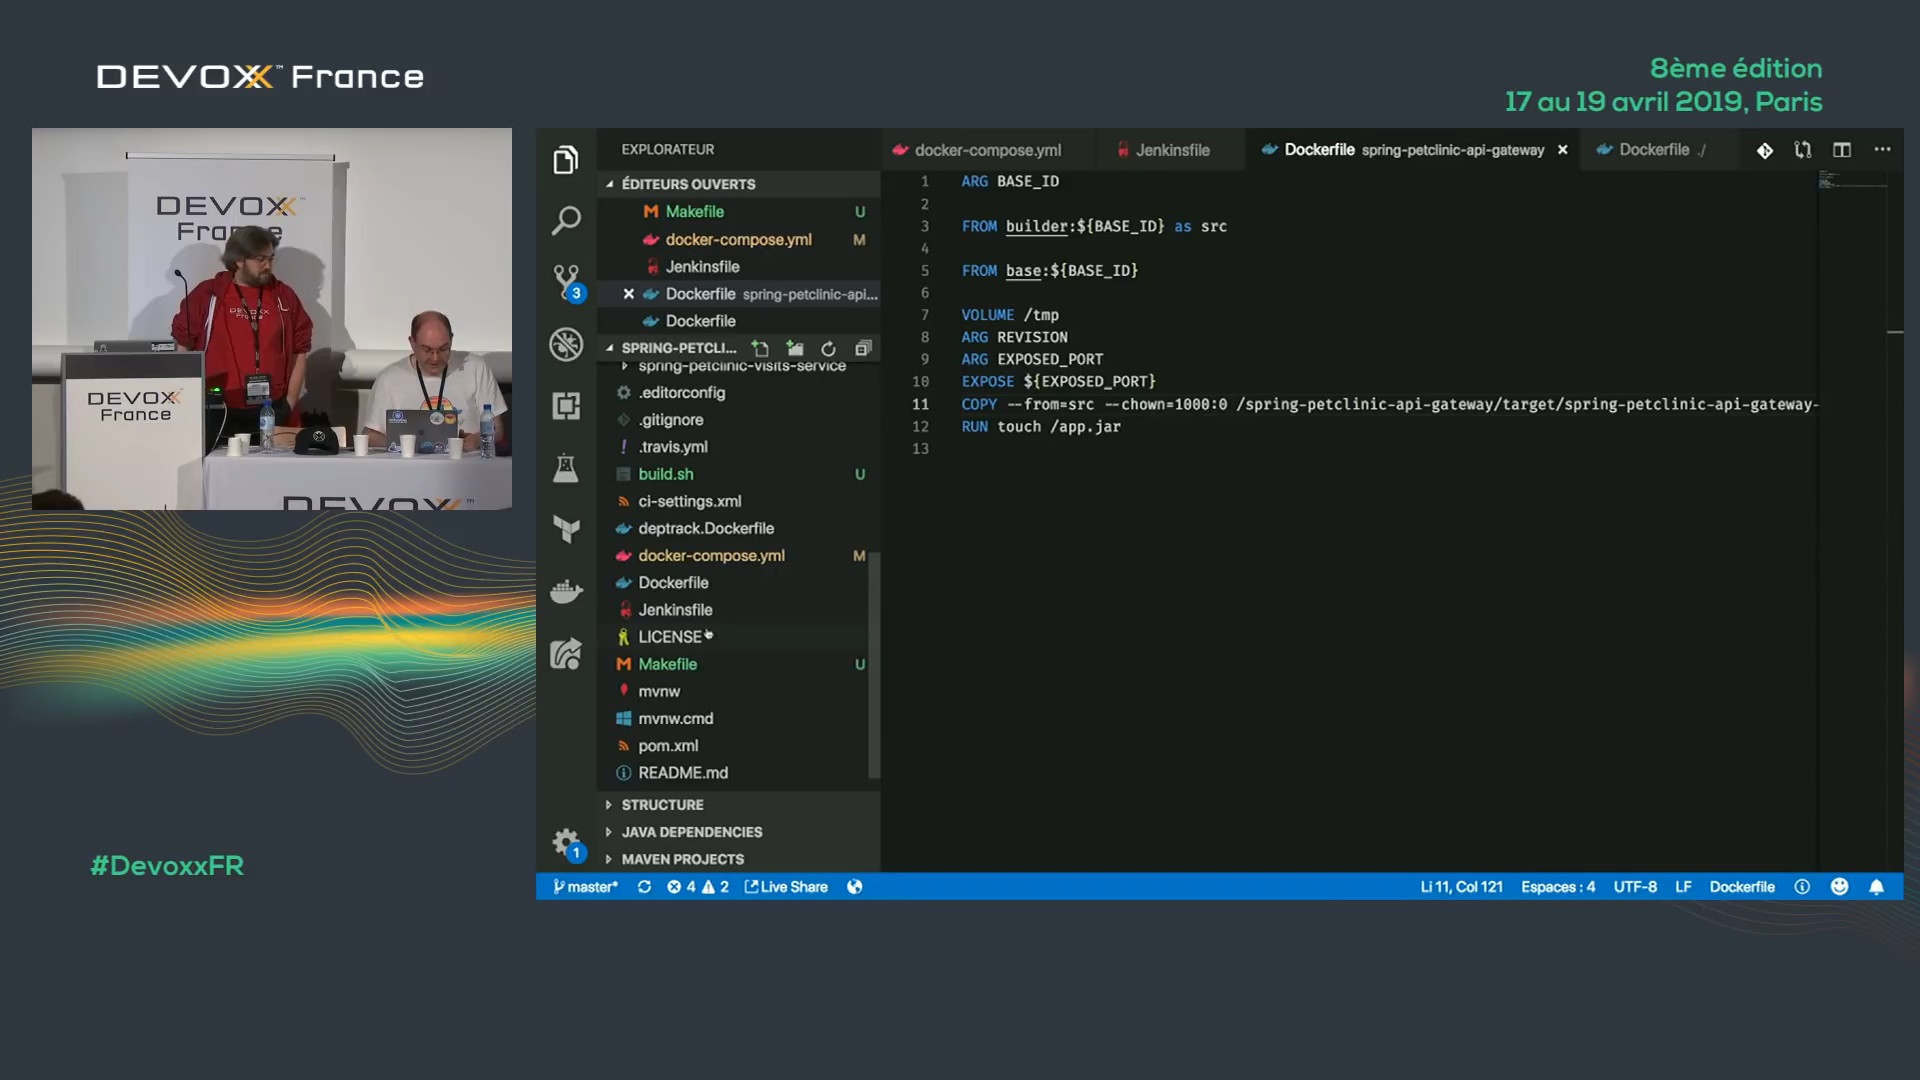 DEVOXX™ France
8ème édition
17 au 19 avril 2019, Paris
DEVOXX™
France
DEVOXX
France
DEVOXX
#DevoxxFR
EXPLORATEUR
ÉDITEURS OUVERTS
Makefile U
docker-compose.yml M
Jenkinsfile
Dockerfile spring-petclinic-api...
Dockerfile
SPRING-PETCLI...
spring-petclinic-visits-service
.editorconfig
.gitignore
.travis.yml
build.sh U
ci-settings.xml
deptrack.Dockerfile
docker-compose.yml M
Dockerfile
Jenkinsfile
LICENSE
Makefile U
mvnw
mvnw.cmd
pom.xml
README.md
STRUCTURE
JAVA DEPENDENCIES
MAVEN PROJECTS
3
1
docker-compose.yml Jenkinsfile Dockerfile spring-petclinic-api-gateway Dockerfile ./
1 ARG BASE_ID
2
3 FROM builder:${BASE_ID} as src
4
5 FROM base:${BASE_ID}
6
7 VOLUME /tmp
8 ARG REVISION
9 ARG EXPOSED_PORT
10 EXPOSE ${EXPOSED_PORT}
11 COPY --from=src --chown=1000:0 /spring-petclinic-api-gateway/target/spring-petclinic-api-gateway-
12 RUN touch /app.jar
13
master* 4 2 Live Share Li 11, Col 121 Espaces : 4 UTF-8 LF Dockerfile